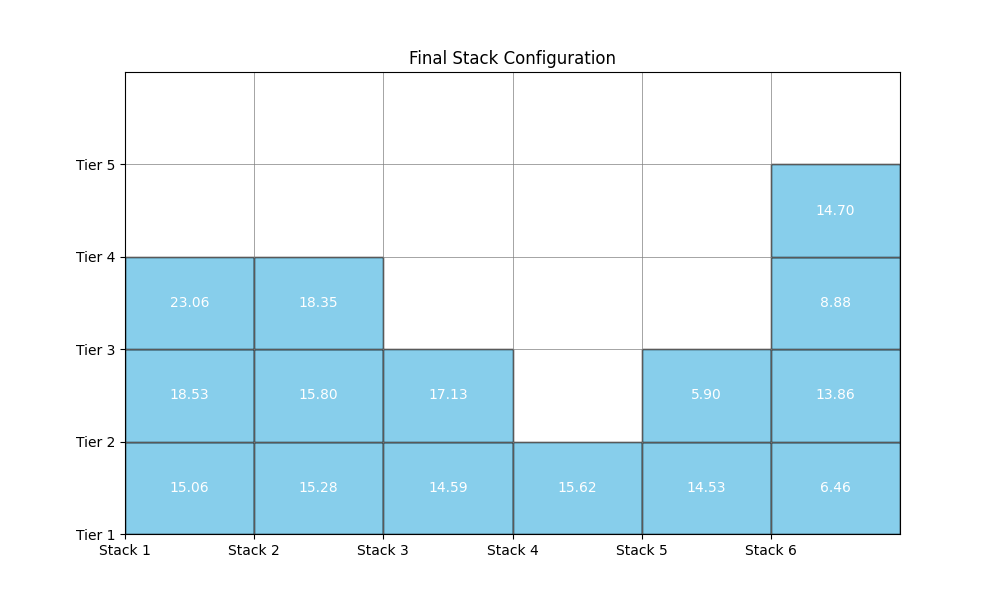 Final Stack Configuration
Tier 5
14.70
Tier 4
23.06 18.35 8.88
Tier 3
18.53 15.80 17.13 5.90 13.86
Tier 2
15.06 15.28 14.59 15.62 14.53 6.46
Tier 1
Stack 1 Stack 2 Stack 3 Stack 4 Stack 5 Stack 6